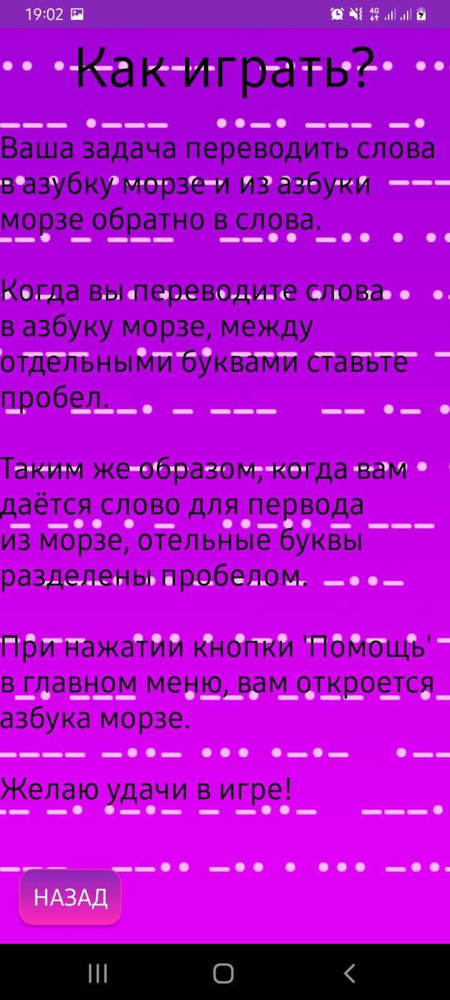 19:02
4G
Как играть?
Ваша задача переводить слова
в азубку морзе и из азбуки
морзе обратно в слова.
Когда вы переводите слова
в азбуку морзе, между
отдельными буквами ставьте
пробел.
Таким же образом, когда вам
даётся слово для первода
из морзе, отельные буквы
разделены пробелом.
При нажатии кнопки 'Помощь'
в главном меню, вам откроется
азбука морзе.
Желаю удачи в игре!
НАЗАД